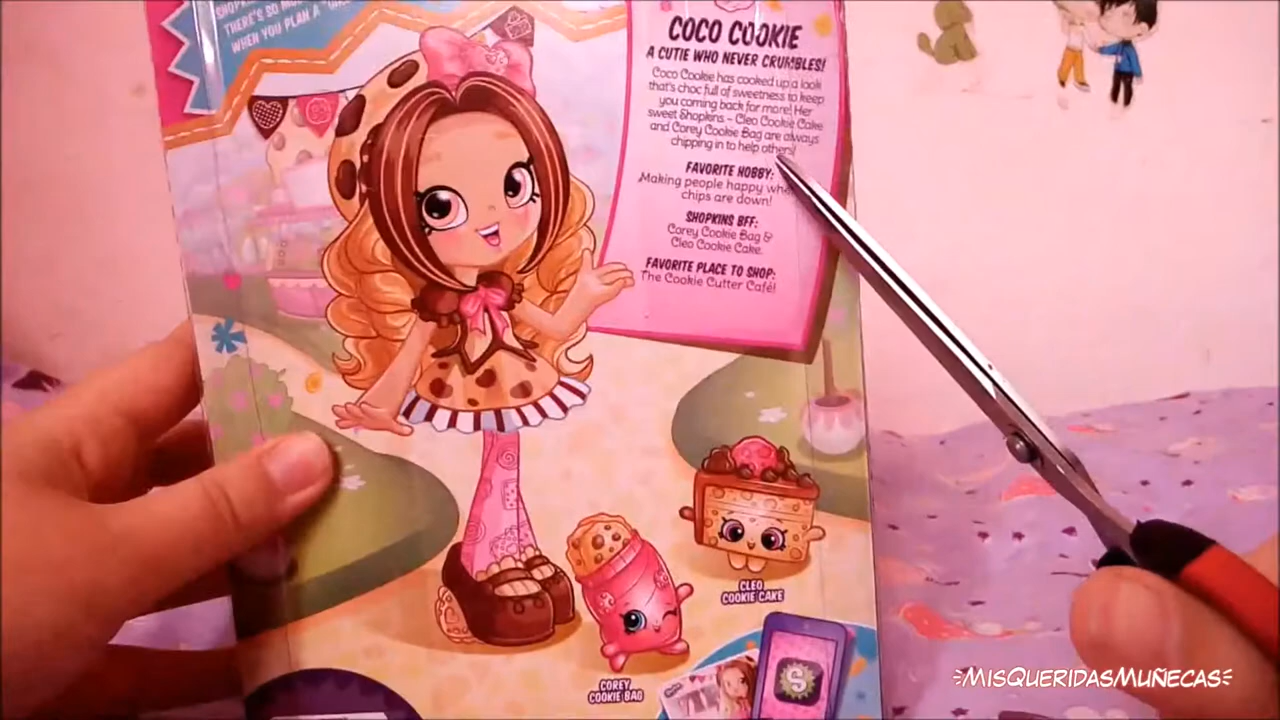 THERE'S SO
WHEN YOU PLAN A
COCO COOKIE
A CUTIE WHO NEVER CRUMBLES!
Coco Cookie has cooked up a look
that's choc full of sweetness to keep
you coming back for more! Her
sweet Shopkins – Cleo Cookie Cake
and Corey Cookie Bag are always
chipping in to help others!
FAVORITE HOBBY:
Making people happy whe
chips are down!
SHOPKINS BFF:
Corey Cookie Bag &
Cleo Cookie Cake.
FAVORITE PLACE TO SHOP:
The Cookie Cutter Café!
CLEO
COOKIE CAKE
COREY
COOKIE BAG
S
MISQUERIDASMUÑECAS